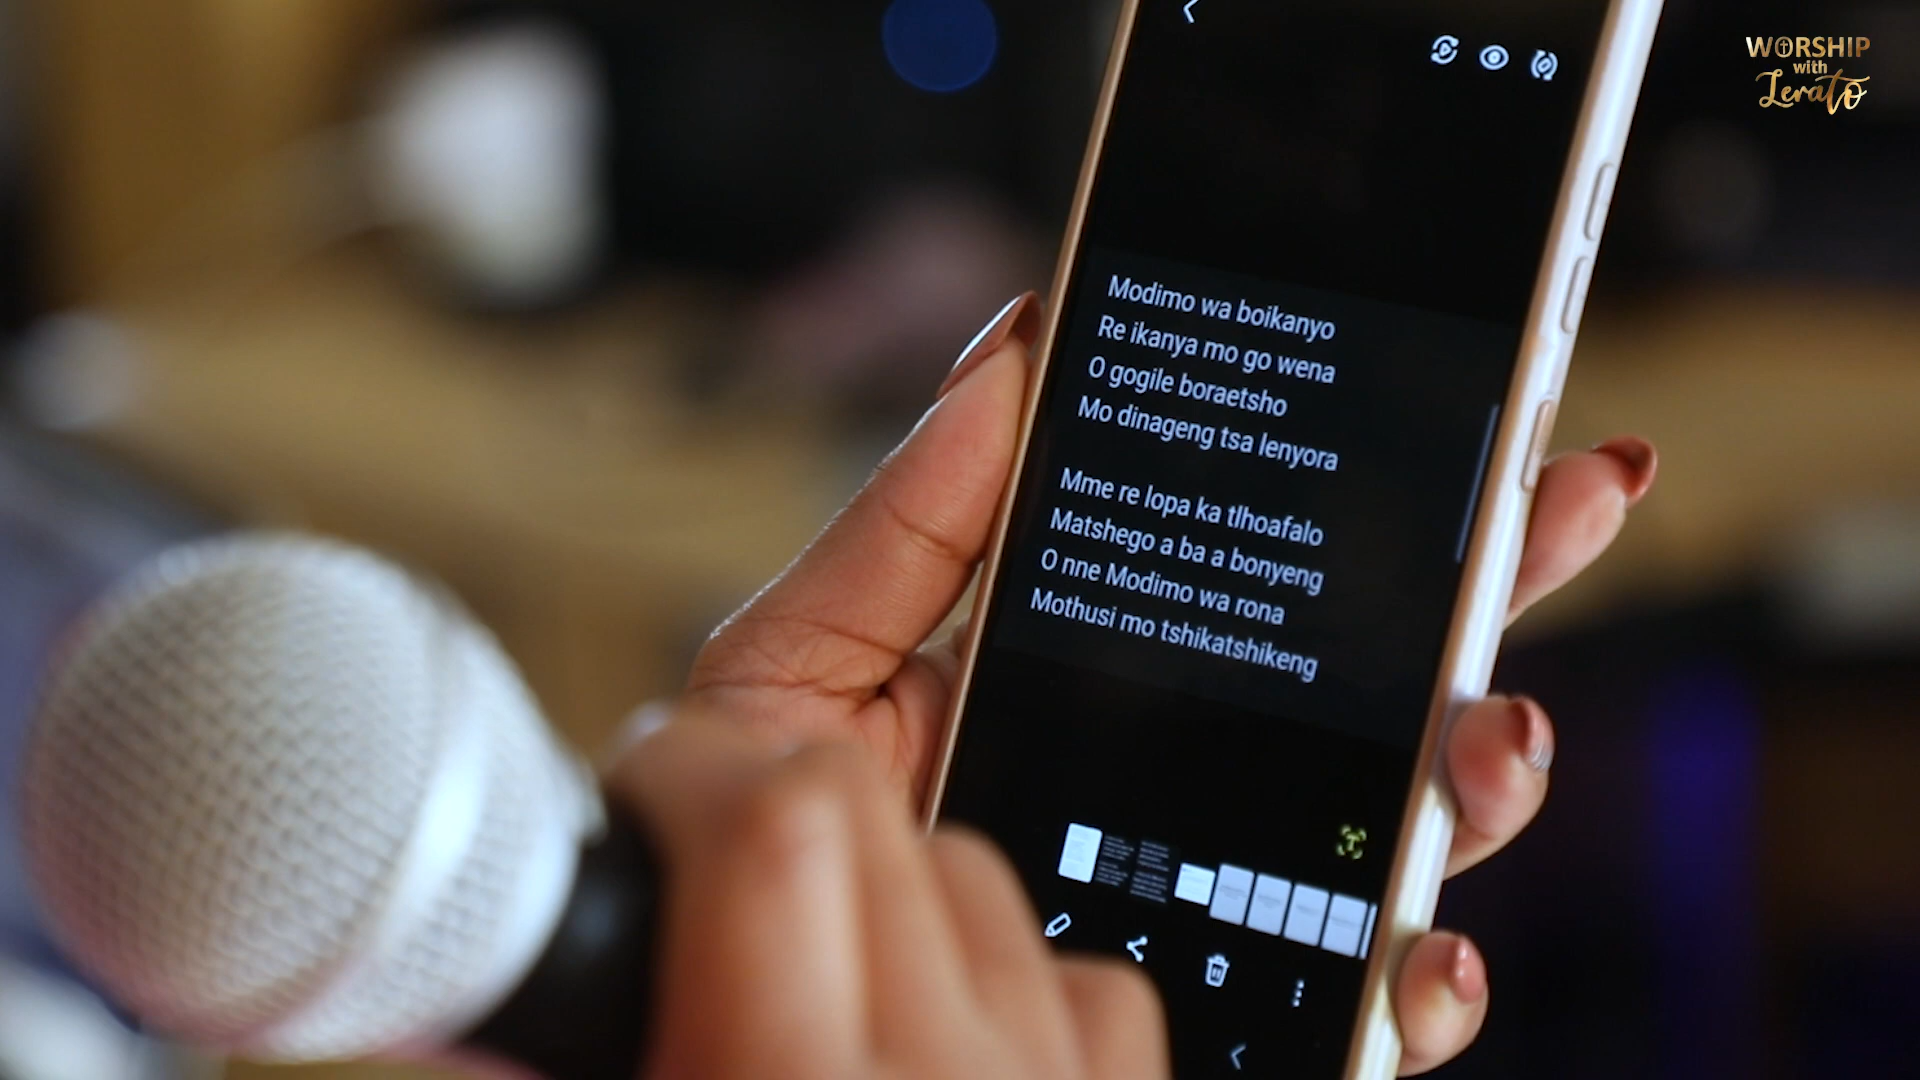 WORSHIP
with
Lerato
Modimo wa boikanyo
Re ikanya mo go wena
O gogile boraetsho
Mo dinageng tsa lenyora
Mme re lopa ka tlhoafalo
Matshego a ba a bonyeng
O nne Modimo wa rona
Mothusi mo tshikatshikeng